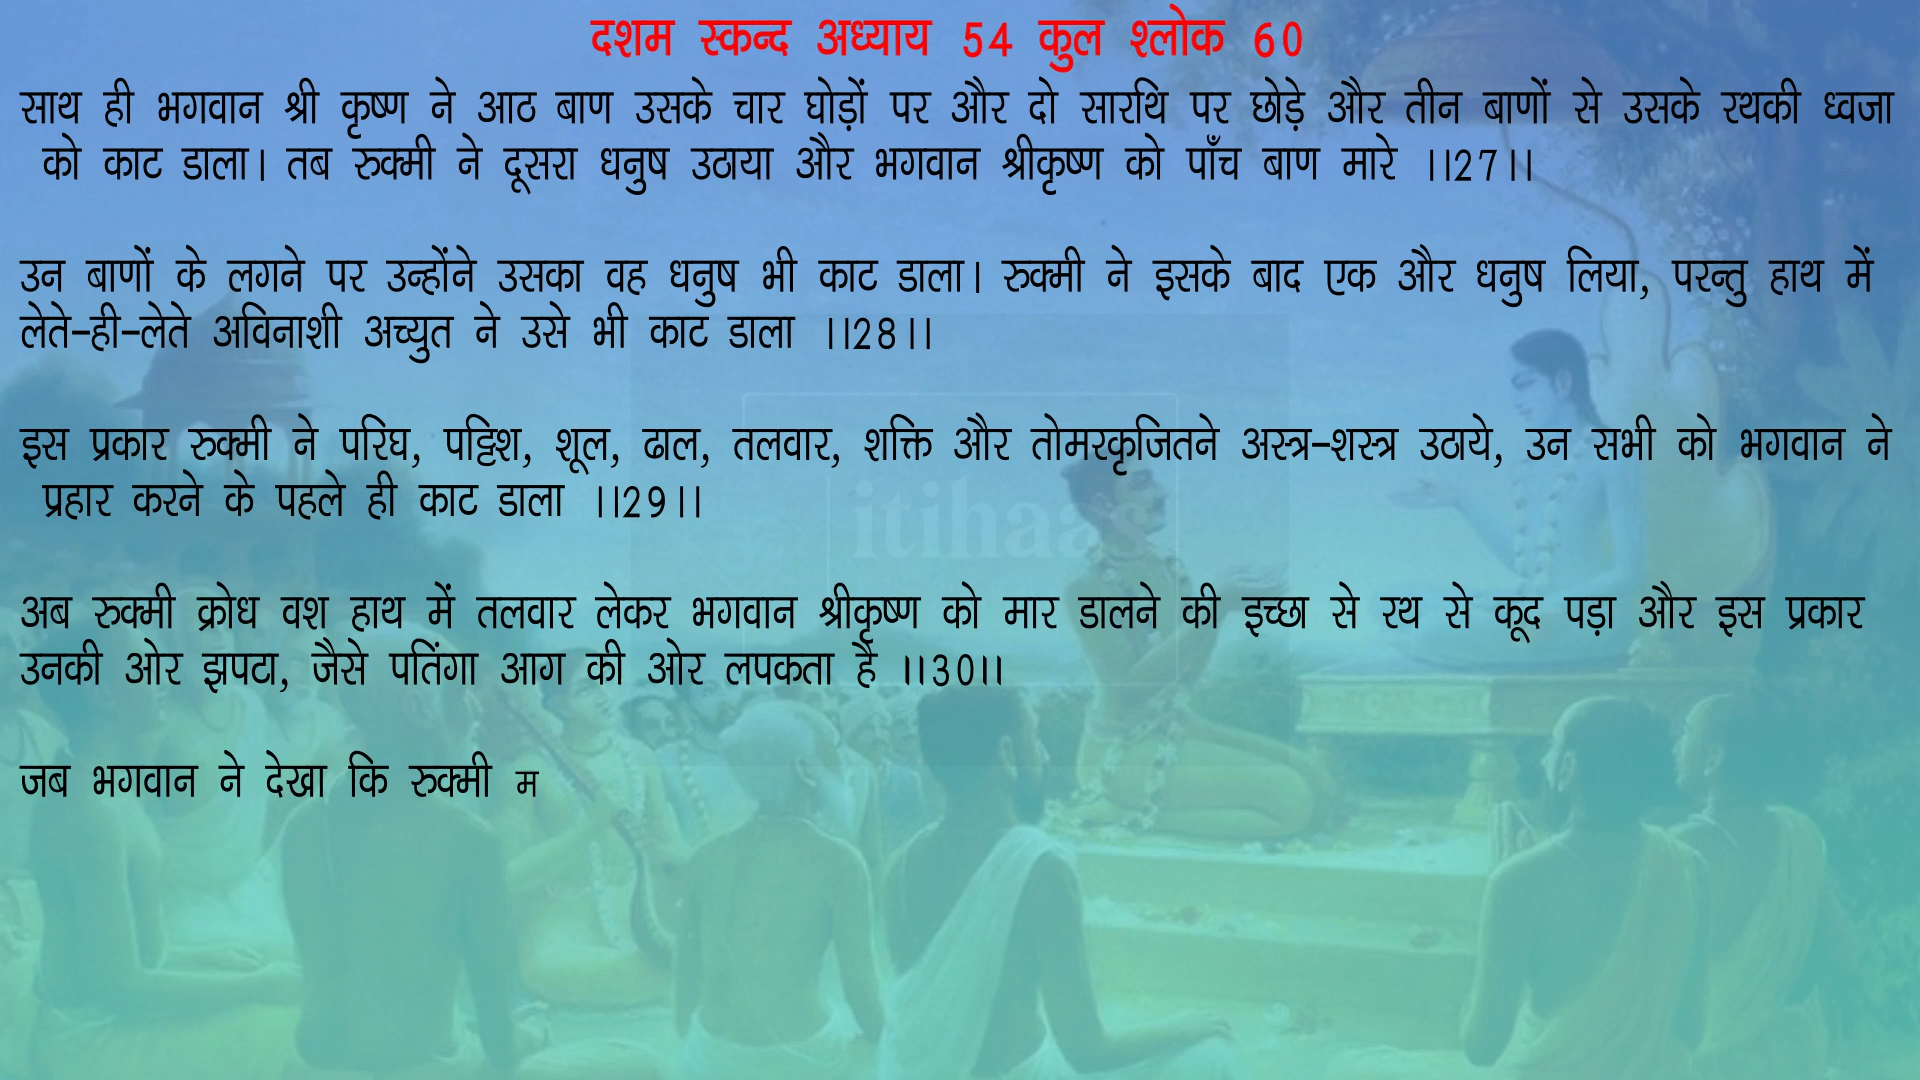 दशम स्कन्द अध्याय 54 कुल श्लोक 60
साथ ही भगवान श्री कृष्ण ने आठ बाण उसके चार घोड़ों पर और दो सारथि पर छोड़े और तीन बाणों से उसके रथकी ध्वजा
को काट डाला। तब रुक्मी ने दूसरा धनुष उठाया और भगवान श्रीकृष्ण को पाँच बाण मारे ।।27।।
उन बाणों के लगने पर उन्होंने उसका वह धनुष भी काट डाला। रुक्मी ने इसके बाद एक और धनुष लिया, परन्तु हाथ में
लेते-ही-लेते अविनाशी अच्युत ने उसे भी काट डाला ।।28।।
इस प्रकार रुक्मी ने परिघ, पट्टिश, शूल, ढाल, तलवार, शक्ति और तोमरकृजितने अस्त्र-शस्त्र उठाये, उन सभी को भगवान ने
प्रहार करने के पहले ही काट डाला ।।29।।
अब रुक्मी क्रोध वश हाथ में तलवार लेकर भगवान श्रीकृष्ण को मार डालने की इच्छा से रथ से कूद पड़ा और इस प्रकार
उनकी ओर झपटा, जैसे पतिंगा आग की ओर लपकता है ।।30।।
जब भगवान ने देखा कि रुक्मी म
itihaas